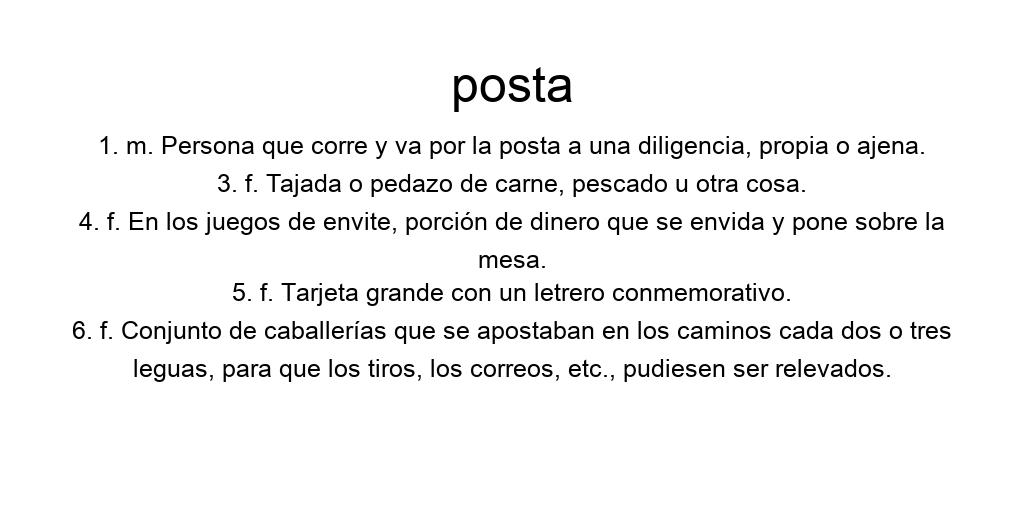 posta
1. m. Persona que corre y va por la posta a una diligencia, propia o ajena.
3. f. Tajada o pedazo de carne, pescado u otra cosa.
4. f. En los juegos de envite, porción de dinero que se envida y pone sobre la
mesa.
5. f. Tarjeta grande con un letrero conmemorativo.
6. f. Conjunto de caballerías que se apostaban en los caminos cada dos o tres
leguas, para que los tiros, los correos, etc., pudiesen ser relevados.